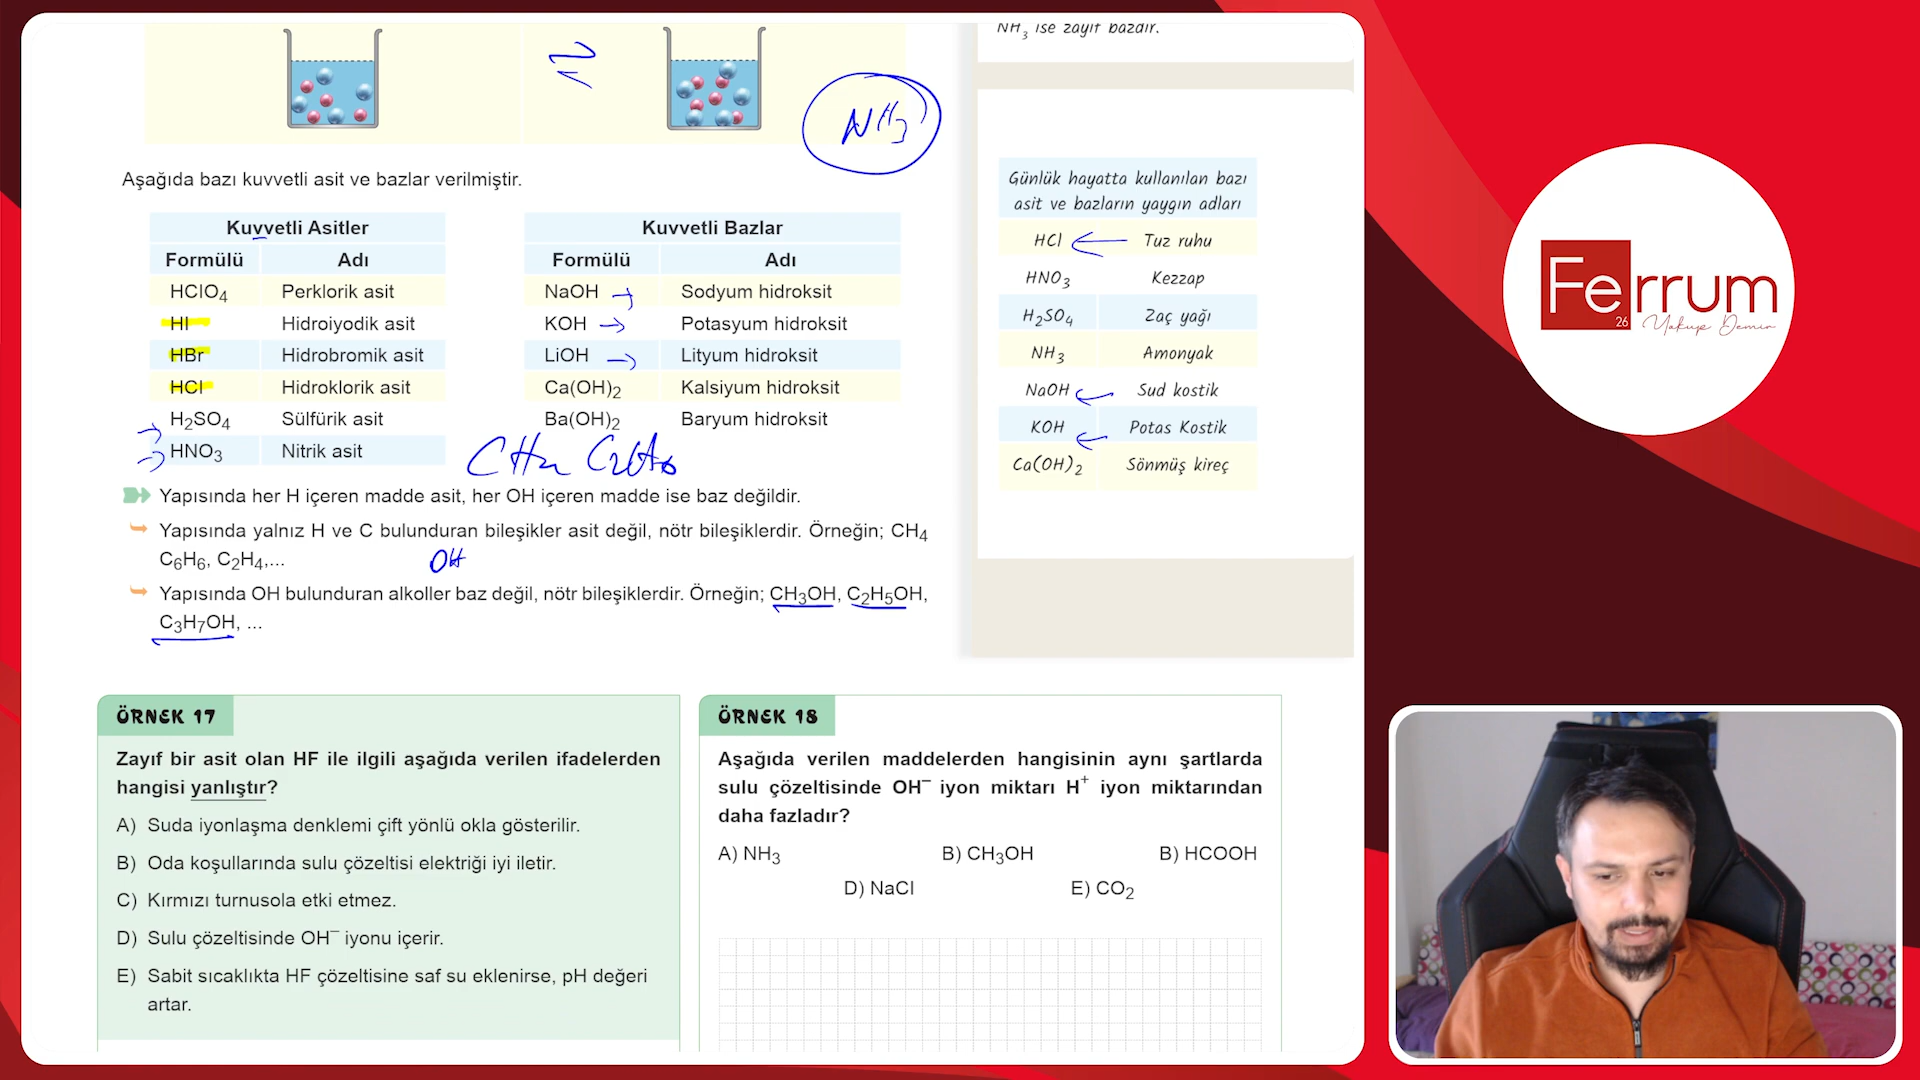 NH3 ise zayıf bazdır.
NH3
Aşağıda bazı kuvvetli asit ve bazlar verilmiştir.
Kuvvetli Asitler
Formülü Adı
HClO4 Perklorik asit
HI Hidroiyodik asit
HBr Hidrobromik asit
HCl Hidroklorik asit
H2SO4 Sülfürik asit
HNO3 Nitrik asit
Kuvvetli Bazlar
Formülü Adı
NaOH Sodyum hidroksit
KOH Potasyum hidroksit
LiOH Lityum hidroksit
Ca(OH)2 Kalsiyum hidroksit
Ba(OH)2 Baryum hidroksit
Günlük hayatta kullanılan bazı
asit ve bazların yaygın adları
HCl Tuz ruhu
HNO3 Kezzap
H2SO4 Zaç yağı
NH3 Amonyak
NaOH Sud kostik
KOH Potas Kostik
Ca(OH)2 Sönmüş kireç
Yapısında her H içeren madde asit, her OH içeren madde ise baz değildir.
Yapısında yalnız H ve C bulunduran bileşikler asit değil, nötr bileşiklerdir. Örneğin; CH4
C6H6, C2H4,...
OH
Yapısında OH bulunduran alkoller baz değil, nötr bileşiklerdir. Örneğin; CH3OH, C2H5OH,
C3H7OH, ...
ÖRNEK 17
Zayıf bir asit olan HF ile ilgili aşağıda verilen ifadelerden
hangisi yanlıştır?
A) Suda iyonlaşma denklemi çift yönlü okla gösterilir.
B) Oda koşullarında sulu çözeltisi elektriği iyi iletir.
C) Kırmızı turnusola etki etmez.
D) Sulu çözeltisinde OH⁻ iyonu içerir.
E) Sabit sıcaklıkta HF çözeltisine saf su eklenirse, pH değeri
artar.
ÖRNEK 18
Aşağıda verilen maddelerden hangisinin aynı şartlarda
sulu çözeltisinde OH⁻ iyon miktarı H⁺ iyon miktarından
daha fazladır?
A) NH3 B) CH3OH B) HCOOH
D) NaCl E) CO2
Ferrum
26 Yakup Demir